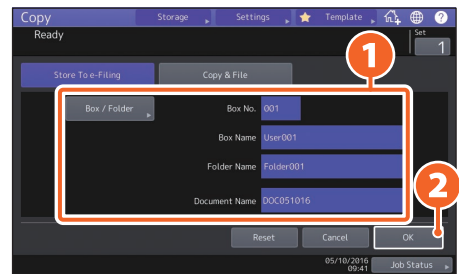 Copy
Storage
Settings
Template
?
Ready
Set
1
1
Store To e-Filing
Copy & File
Box / Folder
Box No. 001
Box Name User001
Folder Name Folder001
Document Name DOC051016
2
Reset
Cancel
OK
05/10/2016
09:41
Job Status